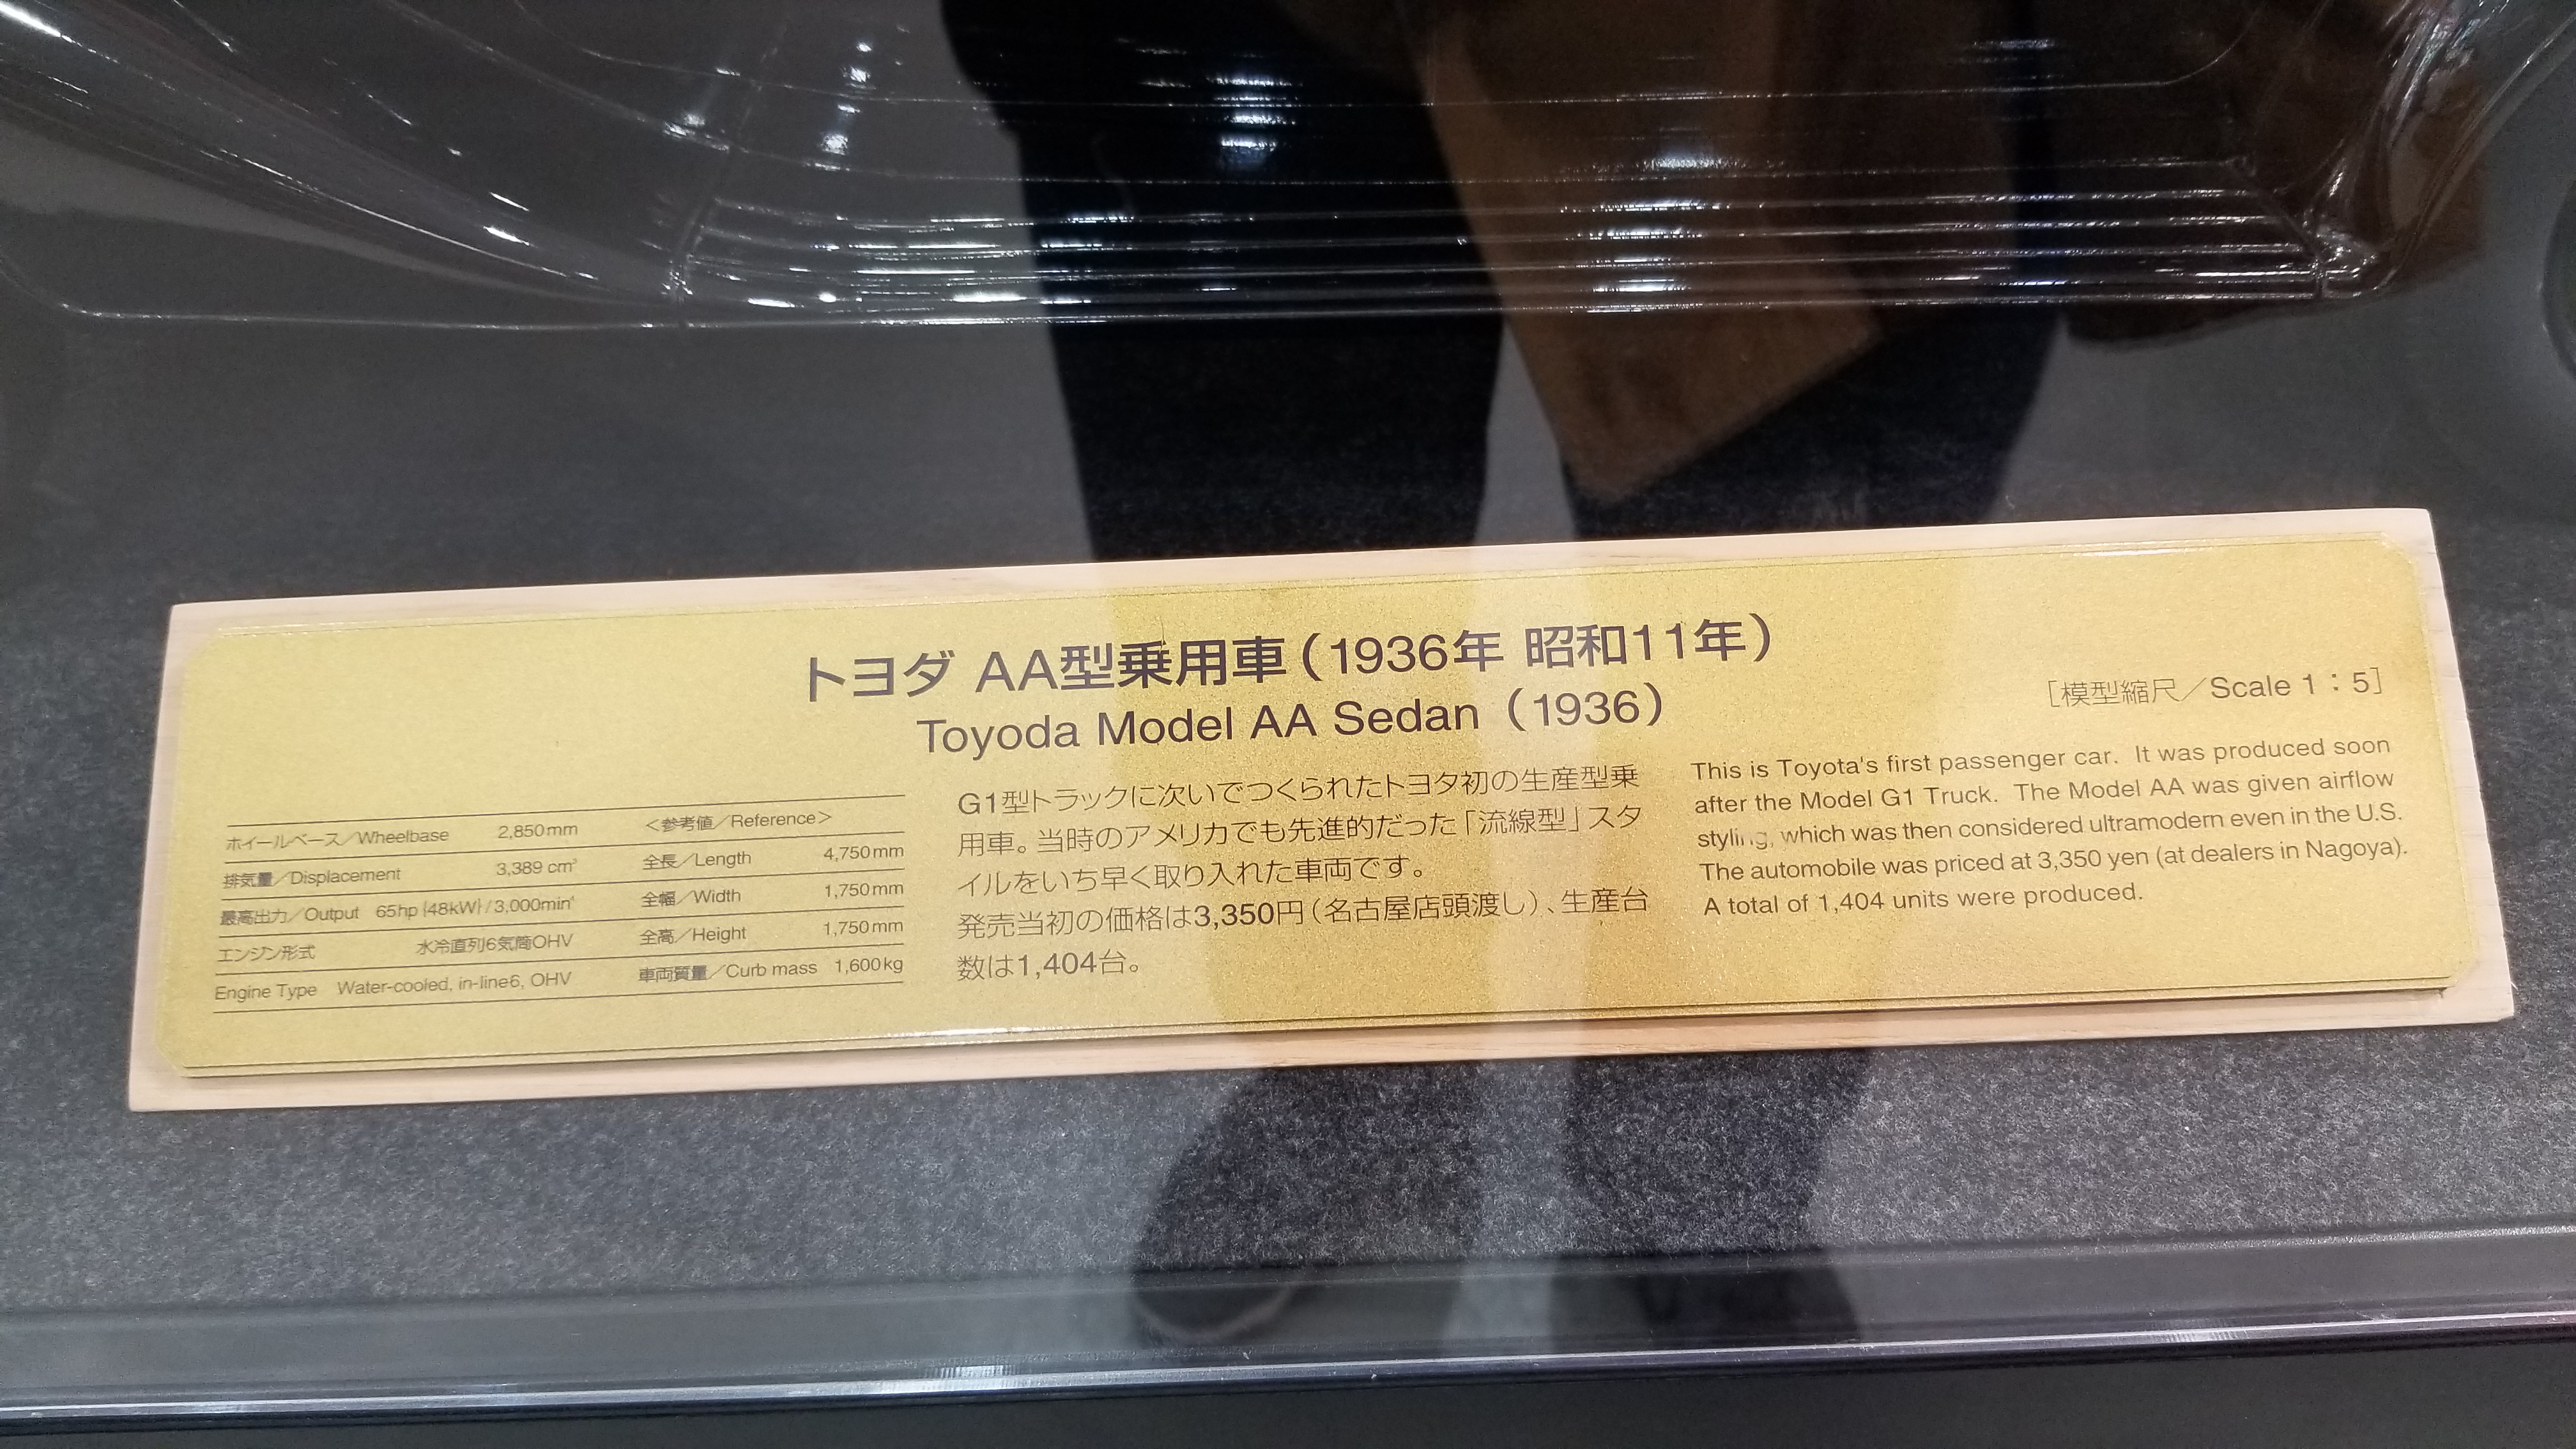 トヨダ AA型乗用車（1936年 昭和11年）
Toyoda Model AA Sedan（1936）
［模型縮尺／Scale 1：5］
ホイールベース／Wheelbase 2,850mm
排気量／Displacement 3,389 cm³
最高出力／Output 65hp {48kW}/3,000min⁻¹
エンジン形式 水冷直列6気筒OHV
Engine Type Water-cooled, in-line6, OHV
＜参考値／Reference＞
全長／Length 4,750mm
全幅／Width 1,750mm
全高／Height 1,750mm
車両質量／Curb mass 1,600kg
G1型トラックに次いでつくられたトヨタ初の生産型乗
用車。当時のアメリカでも先進的だった「流線型」スタ
イルをいち早く取り入れた車両です。
発売当初の価格は3,350円（名古屋店頭渡し）、生産台
数は1,404台。
This is Toyota's first passenger car. It was produced soon
after the Model G1 Truck. The Model AA was given airflow
styling, which was then considered ultramodern even in the U.S.
The automobile was priced at 3,350 yen (at dealers in Nagoya).
A total of 1,404 units were produced.